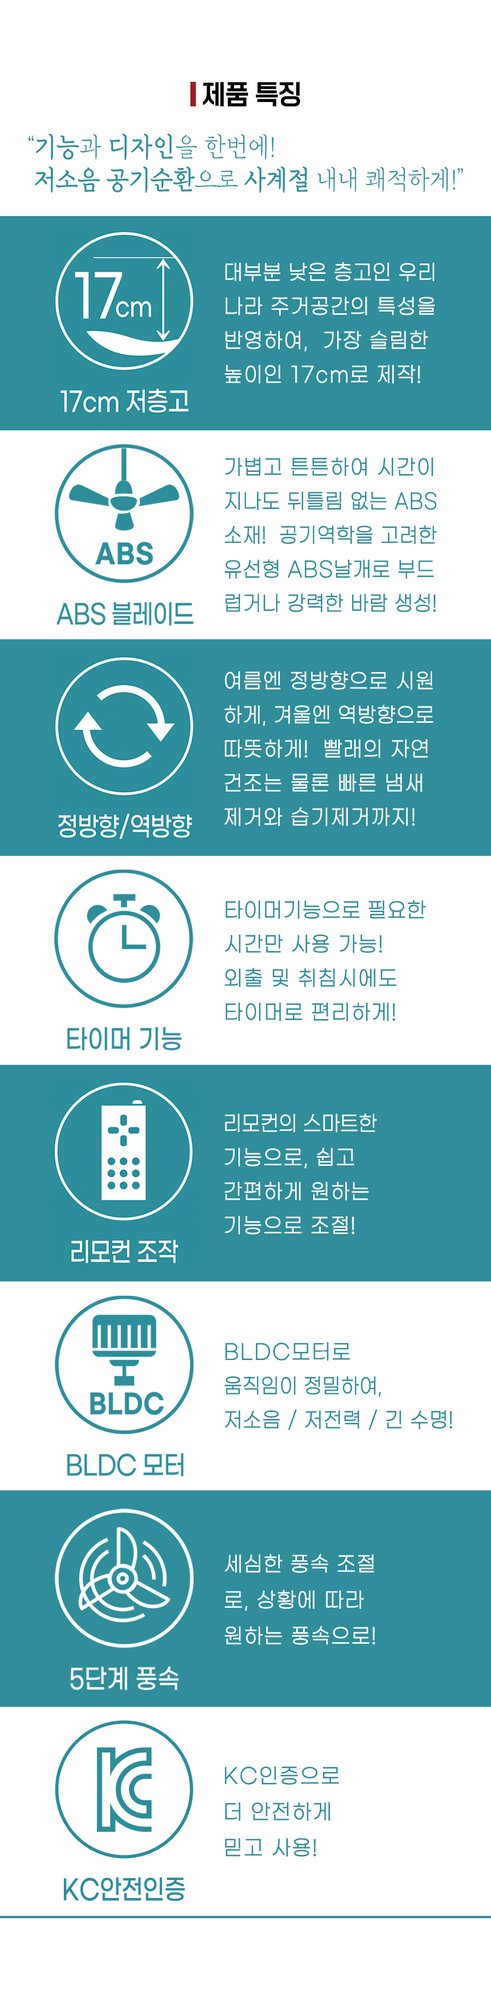 제품 특징
“기능과 디자인을 한번에!
저소음 공기순환으로 사계절 내내 쾌적하게!”
17cm
17cm 저층고
대부분 낮은 층고인 우리
나라 주거공간의 특성을
반영하여, 가장 슬림한
높이인 17cm로 제작!
ABS
ABS 블레이드
가볍고 튼튼하여 시간이
지나도 뒤틀림 없는 ABS
소재! 공기역학을 고려한
유선형 ABS날개로 부드
럽거나 강력한 바람 생성!
정방향/역방향
여름엔 정방향으로 시원
하게, 겨울엔 역방향으로
따뜻하게! 빨래의 자연
건조는 물론 빠른 냄새
제거와 습기제거까지!
타이머 기능
타이머기능으로 필요한
시간만 사용 가능!
외출 및 취침시에도
타이머로 편리하게!
리모컨 조작
리모컨의 스마트한
기능으로, 쉽고
간편하게 원하는
기능으로 조절!
BLDC
BLDC 모터
BLDC모터로
움직임이 정밀하여,
저소음 / 저전력 / 긴 수명!
5단계 풍속
세심한 풍속 조절
로, 상황에 따라
원하는 풍속으로!
KC
KC안전인증
KC인증으로
더 안전하게
믿고 사용!